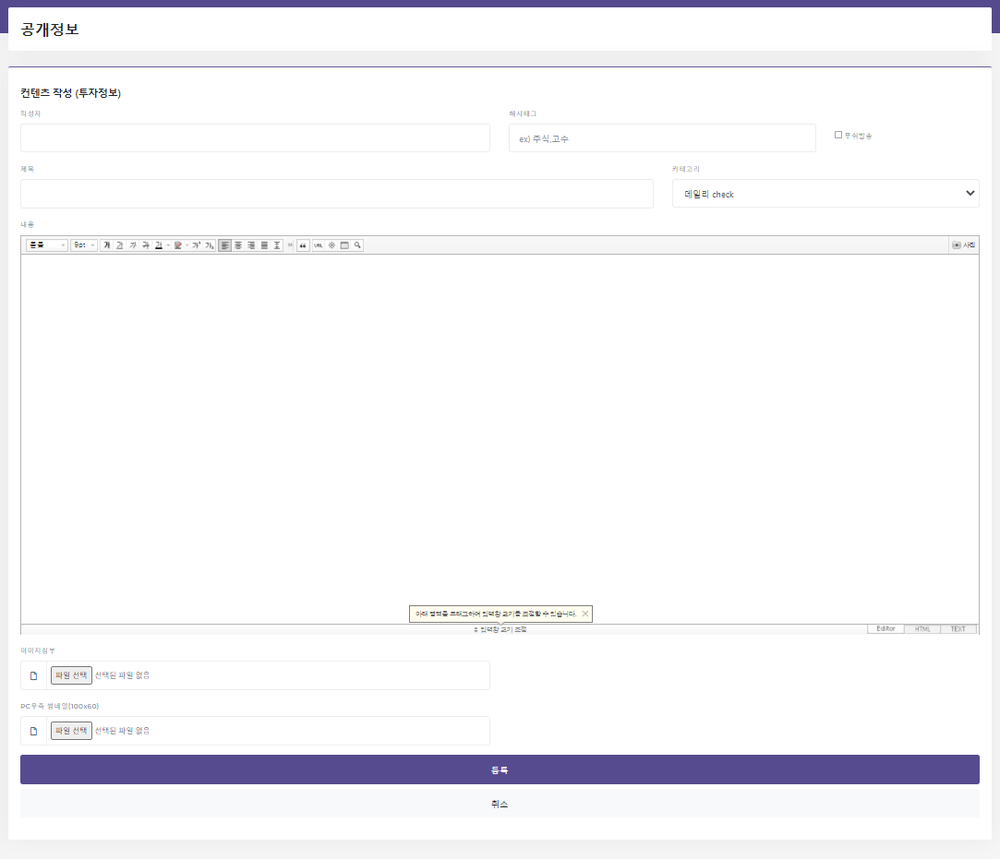 공개정보
컨텐츠 작성 (투자정보)
작성자
해시태그
ex) 주식,고수
푸쉬발송
제목
카테고리
데일리 check
내용
돋움 9pt 가 가 가 가 가 가 가 URL 사진
아래 영역을 드래그하여 입력창 크기를 조절할 수 있습니다.
입력창 크기 조절
Editor HTML TEXT
이미지첨부
파일 선택 선택된 파일 없음
PC우측 썸네일(100x60)
파일 선택 선택된 파일 없음
등록
취소